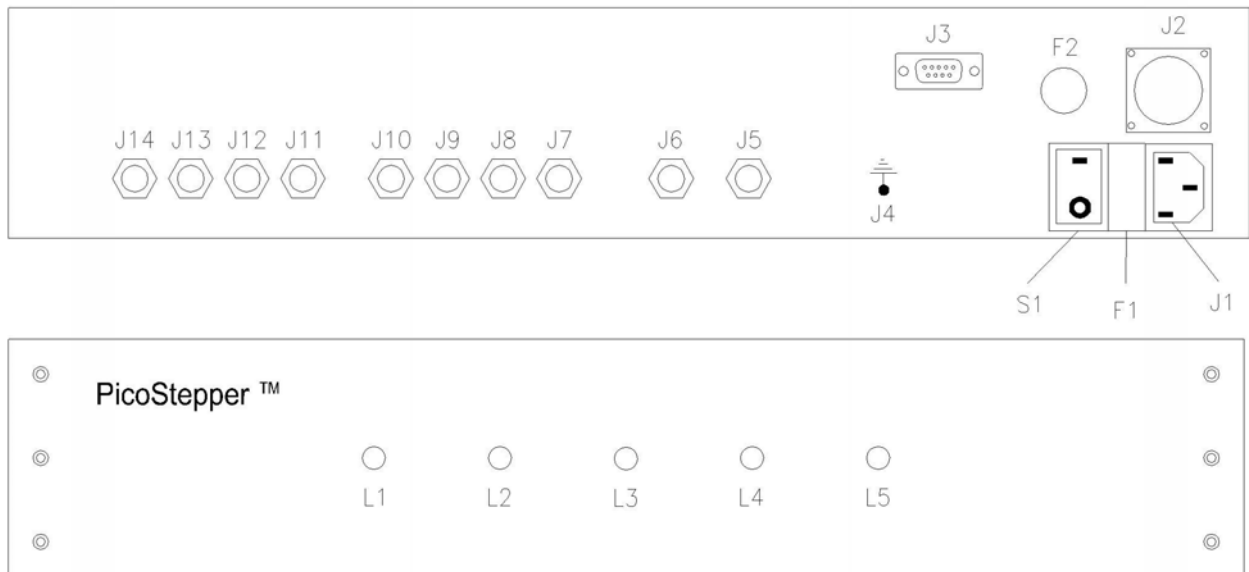 J3
F2
J2
J14 J13 J12 J11 J10 J9 J8 J7 J6 J5
J4
S1 F1 J1
PicoStepper ™
L1 L2 L3 L4 L5